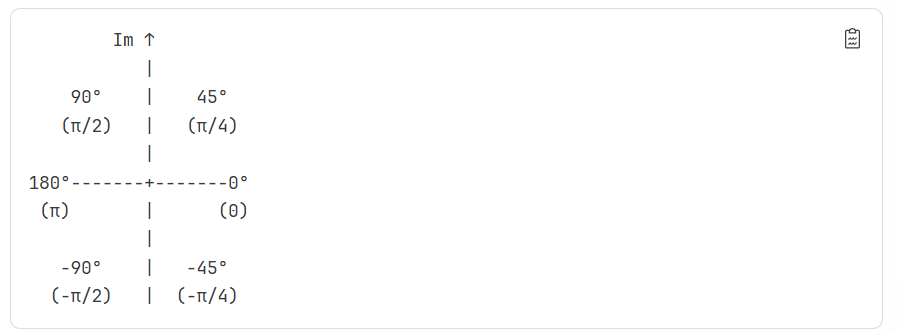 Im ↑
|
90° | 45°
(π/2) | (π/4)
|
180°-------+-------0°
(π) | (0)
|
-90° | -45°
(-π/2) | (-π/4)